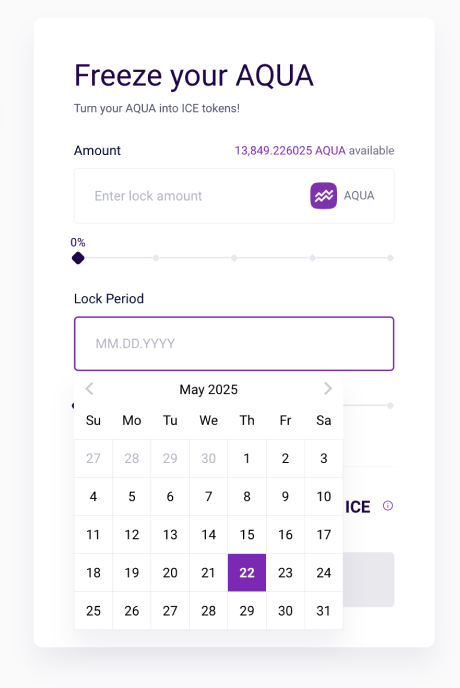 Freeze your AQUA
Turn your AQUA into ICE tokens!
Amount 13,849.226025 AQUA available
Enter lock amount AQUA
0%
Lock Period
MM.DD.YYYY
May 2025
Su Mo Tu We Th Fr Sa
27 28 29 30 1 2 3
4 5 6 7 8 9 10
ICE
11 12 13 14 15 16 17
18 19 20 21 22 23 24
25 26 27 28 29 30 31